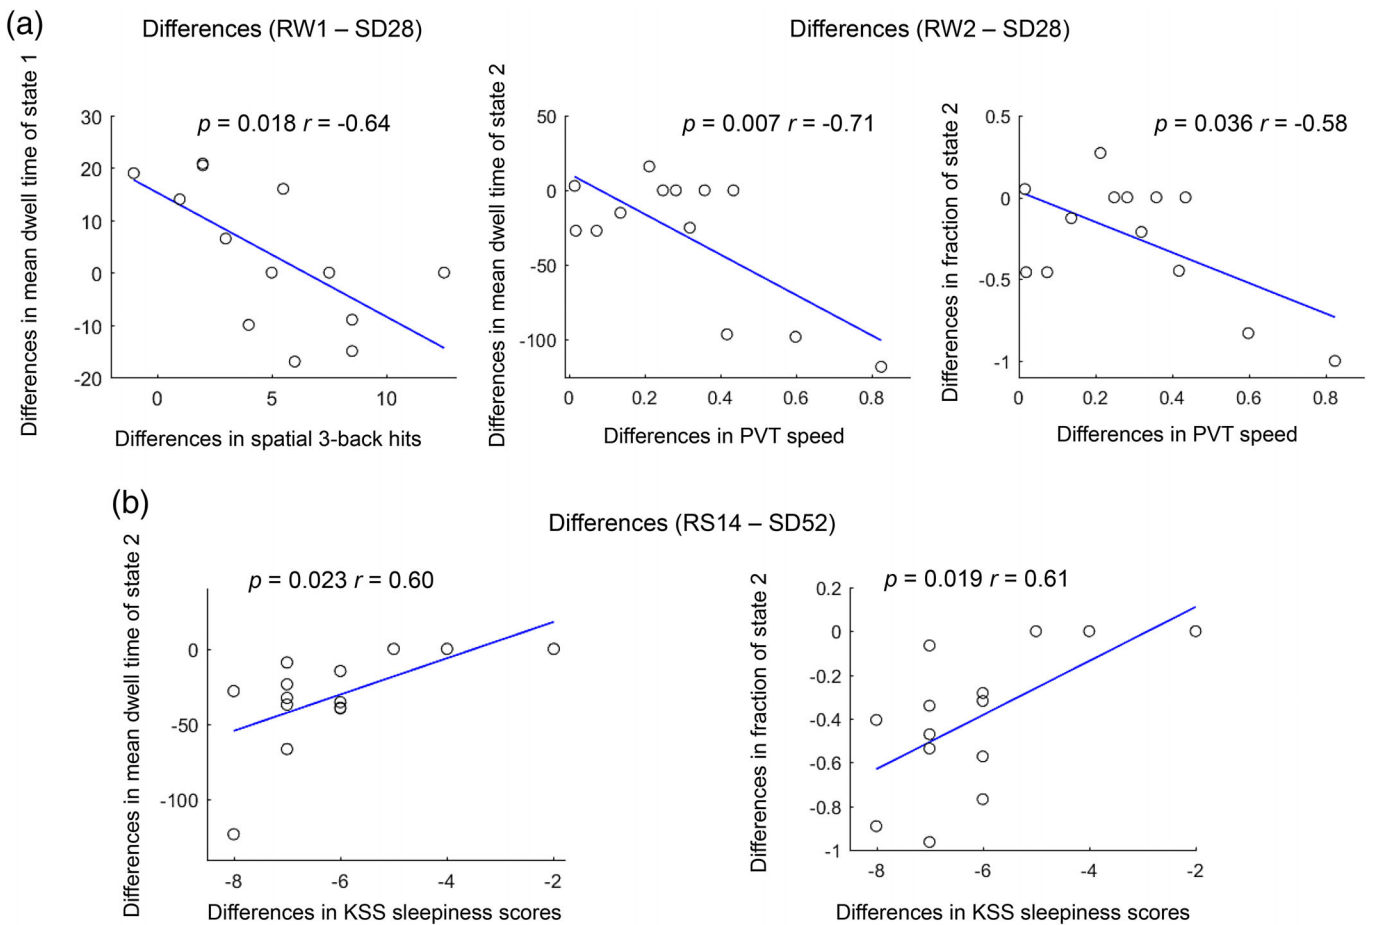 (a)
Differences (RW1 – SD28)
Differences (RW2 – SD28)
Differences in mean dwell time of state 1
p = 0.018 r = -0.64
30
20
10
0
-10
-20
0 5 10
Differences in spatial 3-back hits
Differences in mean dwell time of state 2
p = 0.007 r = -0.71
50
0
-50
-100
0 0.2 0.4 0.6 0.8
Differences in PVT speed
Differences in fraction of state 2
p = 0.036 r = -0.58
0.5
0
-0.5
-1
0 0.2 0.4 0.6 0.8
Differences in PVT speed
(b)
Differences (RS14 – SD52)
Differences in mean dwell time of state 2
p = 0.023 r = 0.60
0
-50
-100
-8 -6 -4 -2
Differences in KSS sleepiness scores
Differences in fraction of state 2
p = 0.019 r = 0.61
0.2
0
-0.2
-0.4
-0.6
-0.8
-1
-8 -6 -4 -2
Differences in KSS sleepiness scores